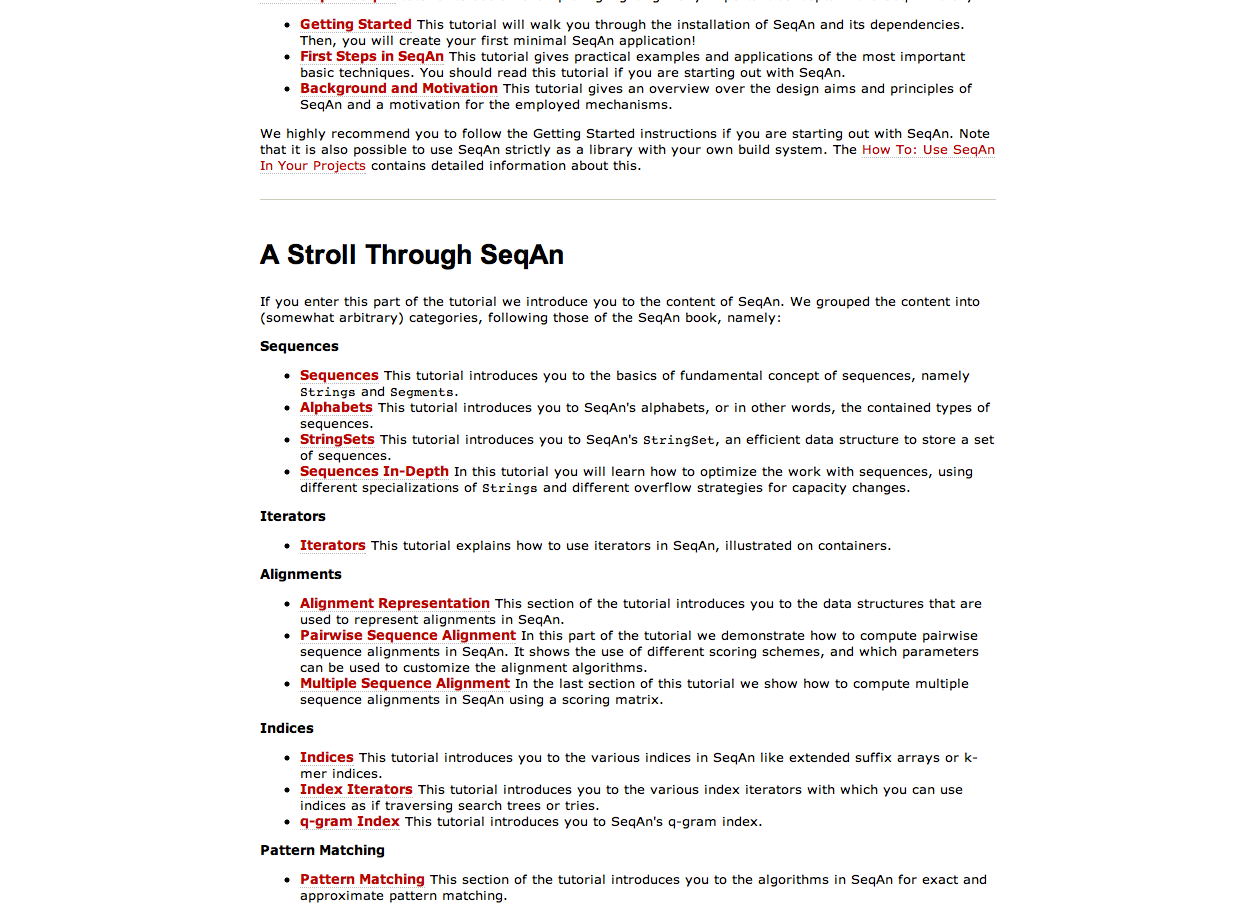 Getting Started This tutorial will walk you through the installation of SeqAn and its dependencies.
Then, you will create your first minimal SeqAn application!
First Steps in SeqAn This tutorial gives practical examples and applications of the most important
basic techniques. You should read this tutorial if you are starting out with SeqAn.
Background and Motivation This tutorial gives an overview over the design aims and principles of
SeqAn and a motivation for the employed mechanisms.
We highly recommend you to follow the Getting Started instructions if you are starting out with SeqAn. Note
that it is also possible to use SeqAn strictly as a library with your own build system. The How To: Use SeqAn
In Your Projects contains detailed information about this.
A Stroll Through SeqAn
If you enter this part of the tutorial we introduce you to the content of SeqAn. We grouped the content into
(somewhat arbitrary) categories, following those of the SeqAn book, namely:
Sequences
Sequences This tutorial introduces you to the basics of fundamental concept of sequences, namely
Strings and Segments.
Alphabets This tutorial introduces you to SeqAn's alphabets, or in other words, the contained types of
sequences.
StringSets This tutorial introduces you to SeqAn's StringSet, an efficient data structure to store a set
of sequences.
Sequences In-Depth In this tutorial you will learn how to optimize the work with sequences, using
different specializations of Strings and different overflow strategies for capacity changes.
Iterators
Iterators This tutorial explains how to use iterators in SeqAn, illustrated on containers.
Alignments
Alignment Representation This section of the tutorial introduces you to the data structures that are
used to represent alignments in SeqAn.
Pairwise Sequence Alignment In this part of the tutorial we demonstrate how to compute pairwise
sequence alignments in SeqAn. It shows the use of different scoring schemes, and which parameters
can be used to customize the alignment algorithms.
Multiple Sequence Alignment In the last section of this tutorial we show how to compute multiple
sequence alignments in SeqAn using a scoring matrix.
Indices
Indices This tutorial introduces you to the various indices in SeqAn like extended suffix arrays or k-
mer indices.
Index Iterators This tutorial introduces you to the various index iterators with which you can use
indices as if traversing search trees or tries.
q-gram Index This tutorial introduces you to SeqAn's q-gram index.
Pattern Matching
Pattern Matching This section of the tutorial introduces you to the algorithms in SeqAn for exact and
approximate pattern matching.